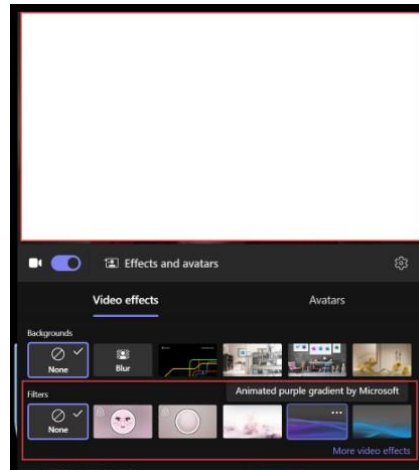 Effects and avatars
Video effects
Avatars
Backgrounds
None
Blur
Filters
Animated purple gradient by Microsoft
None
More video effects